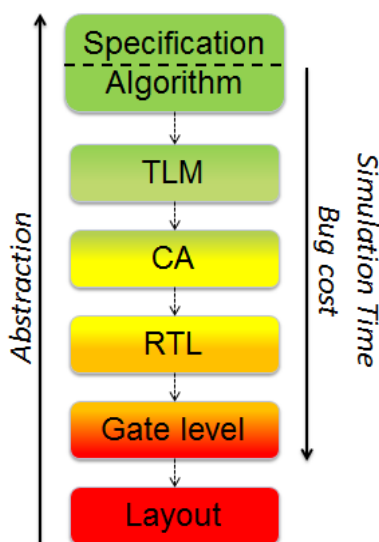 Specification
Algorithm
TLM
CA
RTL
Gate level
Layout
Abstraction
Simulation Time
Bug cost